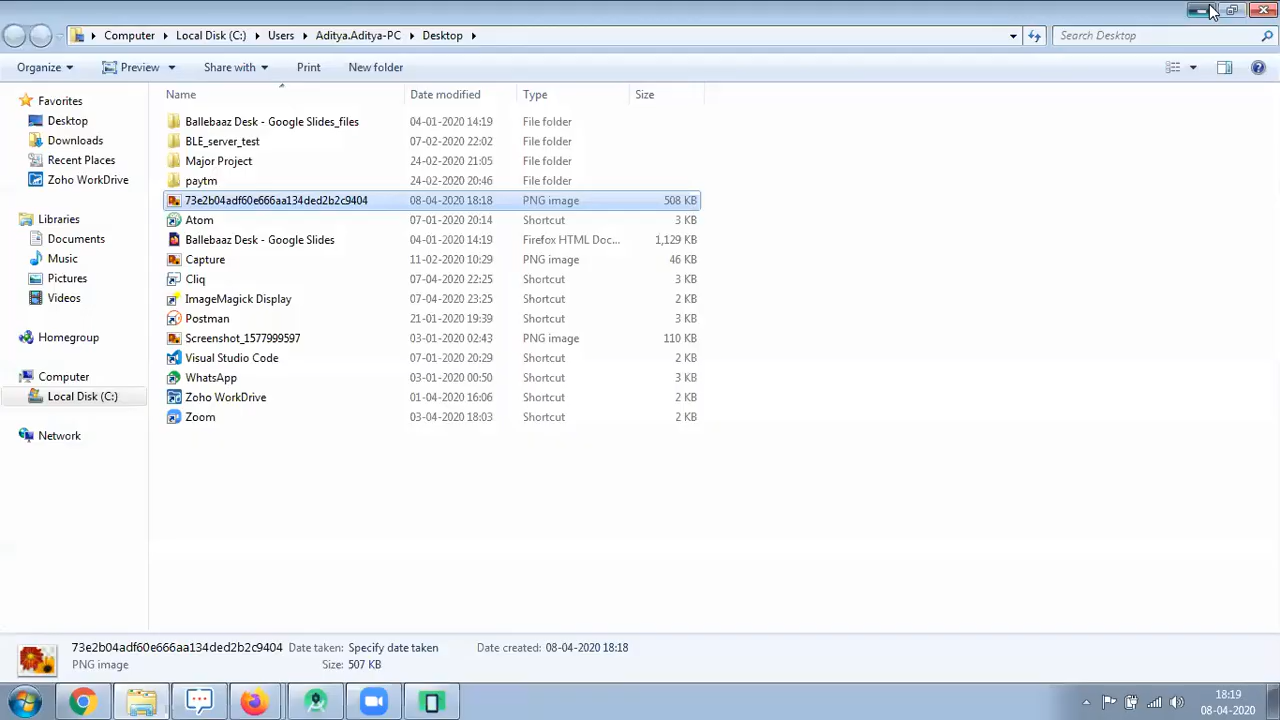 Computer Local Disk (C:) Users Aditya.Aditya-PC Desktop Search Desktop
Organize Preview Share with Print New folder
Name Date modified Type Size
Favorites
Desktop
Downloads
Recent Places
Zoho WorkDrive
Libraries
Documents
Music
Pictures
Videos
Homegroup
Computer
Local Disk (C:)
Network
Ballebaaz Desk - Google Slides_files 04-01-2020 14:19 File folder
BLE_server_test 07-02-2020 22:02 File folder
Major Project 24-02-2020 21:05 File folder
paytm 24-02-2020 20:46 File folder
73e2b04adf60e666aa134ded2b2c9404 08-04-2020 18:18 PNG image 508 KB
Atom 07-01-2020 20:14 Shortcut 3 KB
Ballebaaz Desk - Google Slides 04-01-2020 14:19 Firefox HTML Doc... 1,129 KB
Capture 11-02-2020 10:29 PNG image 46 KB
Cliq 07-04-2020 22:25 Shortcut 3 KB
ImageMagick Display 07-04-2020 23:25 Shortcut 2 KB
Postman 21-01-2020 19:39 Shortcut 3 KB
Screenshot_1577999597 03-01-2020 02:43 PNG image 110 KB
Visual Studio Code 07-01-2020 20:29 Shortcut 2 KB
WhatsApp 03-01-2020 00:50 Shortcut 3 KB
Zoho WorkDrive 01-04-2020 16:06 Shortcut 2 KB
Zoom 03-04-2020 18:03 Shortcut 2 KB
73e2b04adf60e666aa134ded2b2c9404 Date taken: Specify date taken Date created: 08-04-2020 18:18
PNG image Size: 507 KB
18:19
08-04-2020